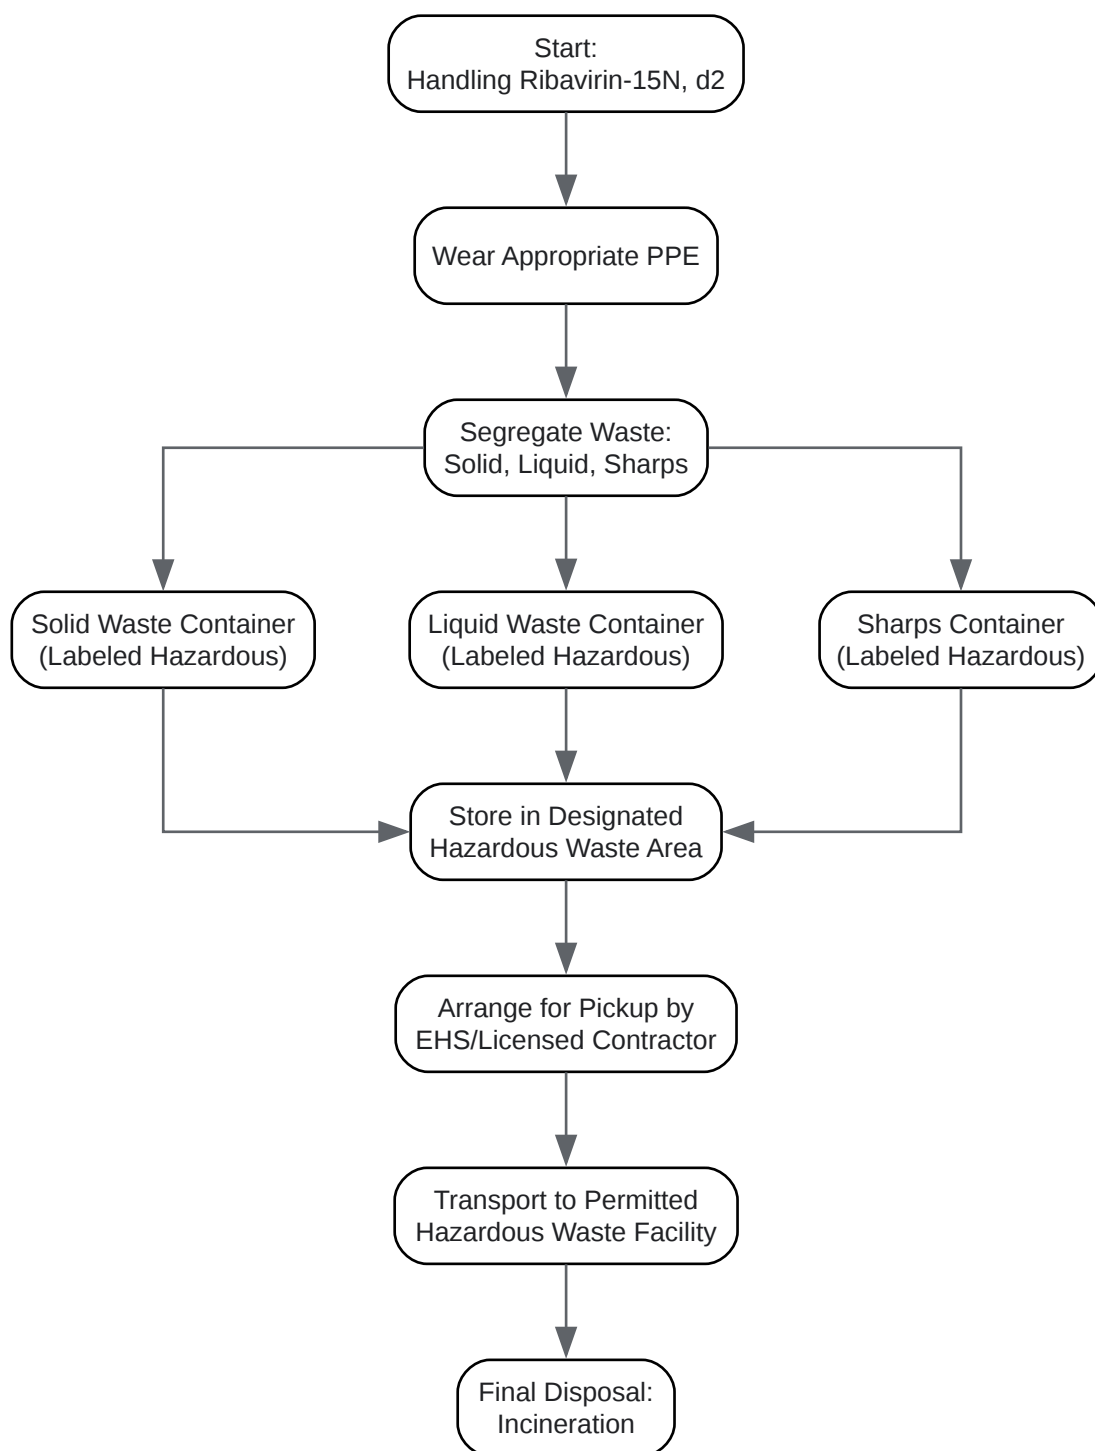 Start:
Handling Ribavirin-15N, d2
Wear Appropriate PPE
Segregate Waste:
Solid, Liquid, Sharps
Solid Waste Container
(Labeled Hazardous)
Liquid Waste Container
(Labeled Hazardous)
Sharps Container
(Labeled Hazardous)
Store in Designated
Hazardous Waste Area
Arrange for Pickup by
EHS/Licensed Contractor
Transport to Permitted
Hazardous Waste Facility
Final Disposal:
Incineration